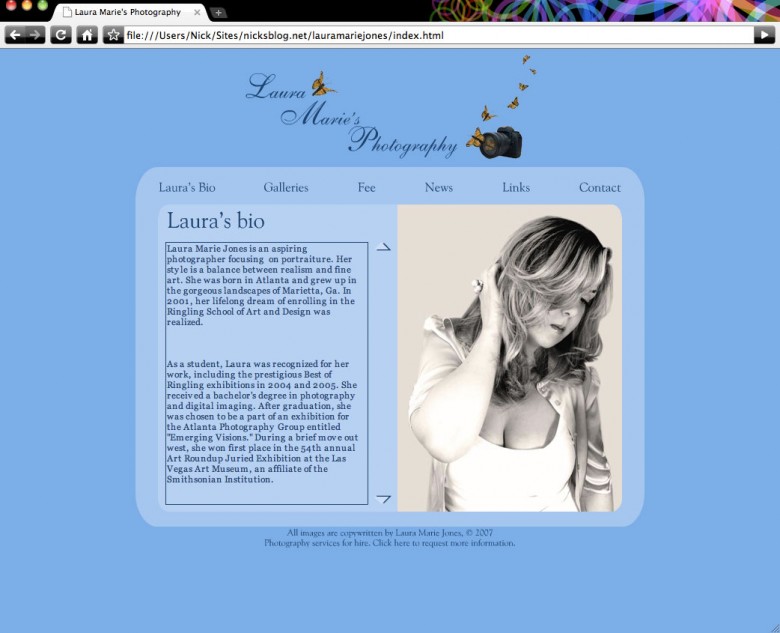 Laura Marie's Photography
file:///Users/Nick/Sites/nicksblog.net/lauramariejones/index.html
Laura
Marie's
Photography
Laura's Bio Galleries Fee News Links Contact
Laura's bio
Laura Marie Jones is an aspiring
photographer focusing on portraiture. Her
style is a balance between realism and fine
art. She was born in Atlanta and grew up in
the gorgeous landscapes of Marietta, Ga. In
2001, her lifelong dream of enrolling in the
Ringling School of Art and Design was
realized.
As a student, Laura was recognized for her
work, including the prestigious Best of
Ringling exhibitions in 2004 and 2005. She
received a bachelor's degree in photography
and digital imaging. After graduation, she
was chosen to be a part of an exhibition for
the Atlanta Photography Group entitled
"Emerging Visions." During a brief move out
west, she won first place in the 54th annual
Art Roundup Juried Exhibition at the Las
Vegas Art Museum, an affiliate of the
Smithsonian Institution.
All images are copywritten by Laura Marie Jones, © 2007
Photography services for hire. Click here to request more information.